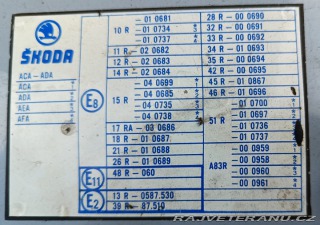 ŠKODA
ACA - ADA
ACA
ADA
AEA
AFA
E8
10 R
01 0681
01 0734
01 0737
11 R - 02 0682
12 R - 02 0683
14 R - 02 0684
15 R
04 0699
04 0685
04 0735
04 0738
17 RA - 03 0686
18 R - 01 0687
21 R - 01 0688
26 R - 01 0689
E11
48 R - 060
E2
13 R - 0587.530
39 R - 87.510
28 R - 00 0690
32 R - 00 0691
33 R - 00 0692
34 R - 01 0693
35 R - 00 0694
42 R - 00 0695
45 R - 01 0867
46 R - 01 0696
51 R
01 0700
01 0697
01 0736
01 0737
A83R
00 0859
00 0958
00 0960
00 0961
RAJVETERANU.CZ